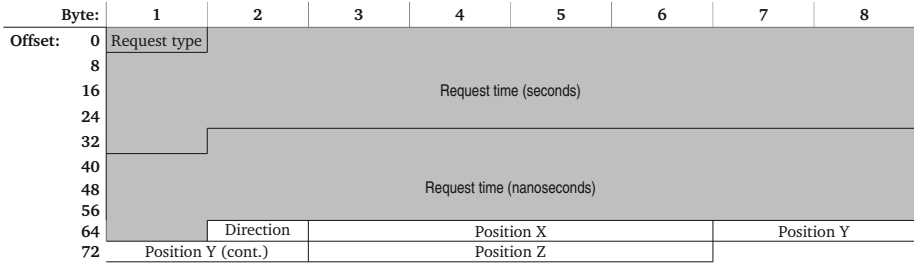 Byte: 1 2 3 4 5 6 7 8
Offset: 0 Request type
8
16 Request time (seconds)
24
32
40
48 Request time (nanoseconds)
56
64 Direction Position X Position Y
72 Position Y (cont.) Position Z